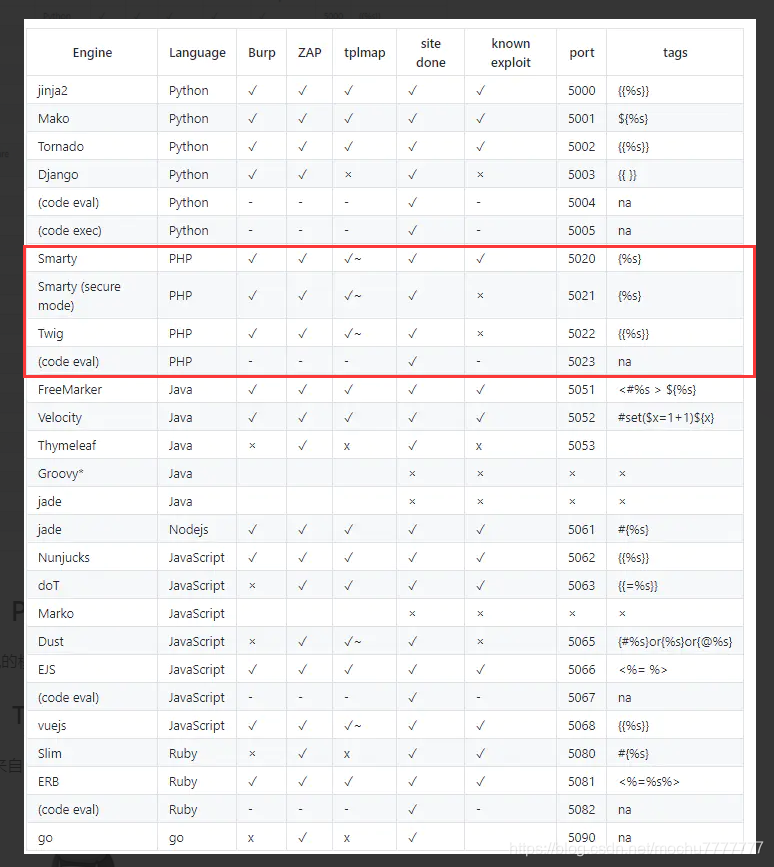 Engine Language Burp ZAP tplmap site done known exploit port tags
jinja2 Python ✓ ✓ ✓ ✓ ✓ 5000 {{%s}}
Mako Python ✓ ✓ ✓ ✓ ✓ 5001 ${%s}
Tornado Python ✓ ✓ ✓ ✓ ✓ 5002 {{%s}}
Django Python ✓ ✓ × ✓ × 5003 {{ }}
(code eval) Python - - - ✓ - 5004 na
(code exec) Python - - - ✓ - 5005 na
Smarty PHP ✓ ✓ ✓~ ✓ ✓ 5020 {%s}
Smarty (secure mode) PHP ✓ ✓ ✓~ ✓ × 5021 {%s}
Twig PHP ✓ ✓ ✓~ ✓ × 5022 {{%s}}
(code eval) PHP - - - ✓ - 5023 na
FreeMarker Java ✓ ✓ ✓ ✓ ✓ 5051 <#%s > ${%s}
Velocity Java ✓ ✓ ✓ ✓ ✓ 5052 #set($x=1+1)${x}
Thymeleaf Java × ✓ x ✓ x 5053
Groovy* Java × × × ×
jade Java × × × ×
jade Nodejs ✓ ✓ ✓ ✓ ✓ 5061 #{%s}
Nunjucks JavaScript ✓ ✓ ✓ ✓ ✓ 5062 {{%s}}
doT JavaScript × ✓ ✓ ✓ ✓ 5063 {{=%s}}
Marko JavaScript × × × ×
Dust JavaScript × ✓ ✓~ ✓ × 5065 {#%s}or{%s}or{@%s}
EJS JavaScript ✓ ✓ ✓ ✓ ✓ 5066 <%= %>
(code eval) JavaScript - - - ✓ - 5067 na
vuejs JavaScript ✓ ✓ ✓~ ✓ ✓ 5068 {{%s}}
Slim Ruby × ✓ x ✓ ✓ 5080 #{%s}
ERB Ruby ✓ ✓ ✓ ✓ ✓ 5081 <%=%s%>
(code eval) Ruby - - - ✓ - 5082 na
go go x ✓ x ✓ 5090 na
https://blog.csdn.net/mochu7777777